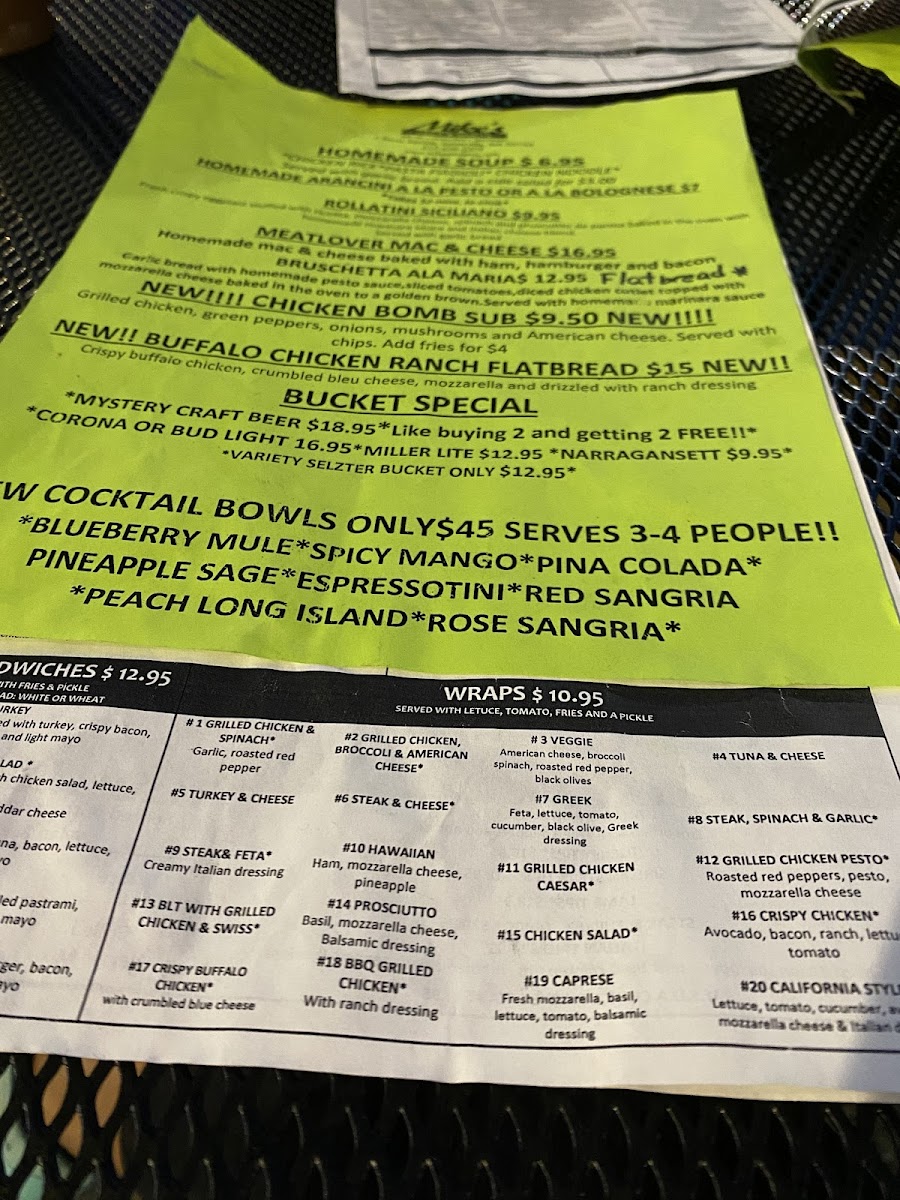 Mike's
HOMEMADE SOUP $ 6.95
HOMEMADE ARANCINI A LA PESTO OR A LA BOLOGNESE $7
ROLLATINI SICILIANO $9.95
MEATLOVER MAC & CHEESE $16.95
Homemade mac & cheese baked with ham, hamburger and bacon
BRUSCHETTA ALA MARIA$ 12.95 Flatbread *
Garlic bread with homemade pesto sauce,sliced tomatoes,sliced chicken cutlet topped with
mozzarella cheese baked in the oven to a golden brown.Served with marinara sauce
NEW!!!! CHICKEN BOMB SUB $9.50 NEW!!!!
Grilled chicken, green peppers, onions, mushrooms and American cheese. Served with
chips. Add fries for $4
NEW!! BUFFALO CHICKEN RANCH FLATBREAD $15 NEW!!
Crispy buffalo chicken, crumbled bleu cheese, mozzarella and drizzled with ranch dressing
BUCKET SPECIAL
*MYSTERY CRAFT BEER $18.95*Like buying 2 and getting 2 FREE!!*
*CORONA OR BUD LIGHT 16.95*MILLER LITE $12.95 *NARRAGANSETT $9.95*
*VARIETY SELZTER BUCKET ONLY $12.95*
EW COCKTAIL BOWLS ONLY$45 SERVES 3-4 PEOPLE!!
*BLUEBERRY MULE*SPICY MANGO*PINA COLADA*
PINEAPPLE SAGE*ESPRESSOTINI*RED SANGRIA
*PEACH LONG ISLAND*ROSE SANGRIA*
DWICHES $ 12.95
ITH FRIES & PICKLE
AD: WHITE OR WHEAT
URKEY
ed with turkey, crispy bacon,
and light mayo
LAD *
h chicken salad, lettuce,
ddar cheese
na, bacon, lettuce,
yo
led pastrami,
mayo
ger, bacon,
ayo
WRAPS $ 10.95
SERVED WITH LETUCE, TOMATO, FRIES AND A PICKLE
# 1 GRILLED CHICKEN &
SPINACH*
Garlic, roasted red
pepper
#2 GRILLED CHICKEN,
BROCCOLI & AMERICAN
CHEESE*
# 3 VEGGIE
American cheese, broccoli
spinach, roasted red pepper,
black olives
#4 TUNA & CHEESE
#5 TURKEY & CHEESE
#6 STEAK & CHEESE*
#7 GREEK
Feta, lettuce, tomato,
cucumber, black olive, Greek
dressing
#8 STEAK, SPINACH & GARLIC*
#9 STEAK& FETA*
Creamy Italian dressing
#10 HAWAIIAN
Ham, mozzarella cheese,
pineapple
#11 GRILLED CHICKEN
CAESAR*
#12 GRILLED CHICKEN PESTO*
Roasted red peppers, pesto,
mozzarella cheese
#13 BLT WITH GRILLED
CHICKEN & SWISS*
#14 PROSCIUTTO
Basil, mozzarella cheese,
Balsamic dressing
#15 CHICKEN SALAD*
#16 CRISPY CHICKEN*
Avocado, bacon, ranch, lettu
tomato
#17 CRISPY BUFFALO
CHICKEN*
with crumbled blue cheese
#18 BBQ GRILLED
CHICKEN*
With ranch dressing
#19 CAPRESE
Fresh mozzarella, basil,
lettuce, tomato, balsamic
dressing
#20 CALIFORNIA STYL
Lettuce, tomato, cucumber, av
mozzarella cheese & Italian d